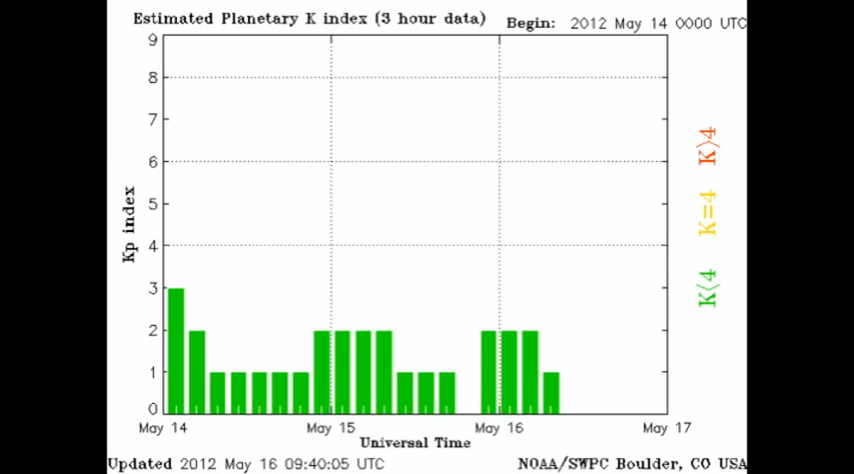 Estimated Planetary K index (3 hour data) Begin: 2012 May 14 0000 UTC
9
8
7
6
5
4
3
2
1
0
Kp index
K>4
K=4
K<4
May 14 May 15 May 16 May 17
Universal Time
Updated 2012 May 16 09:40:05 UTC NOAA/SWPC Boulder, CO USA